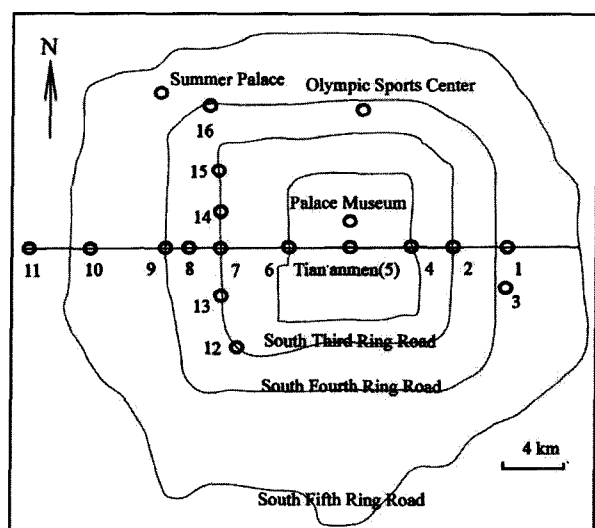 N
Summer Palace
Olympic Sports Center
16
15
14
Palace Museum
11
10
9
8
7
6
Tian'anmen(5)
4
2
1
13
3
12
South Third Ring Road
South Fourth Ring Road
4 km
South Fifth Ring Road